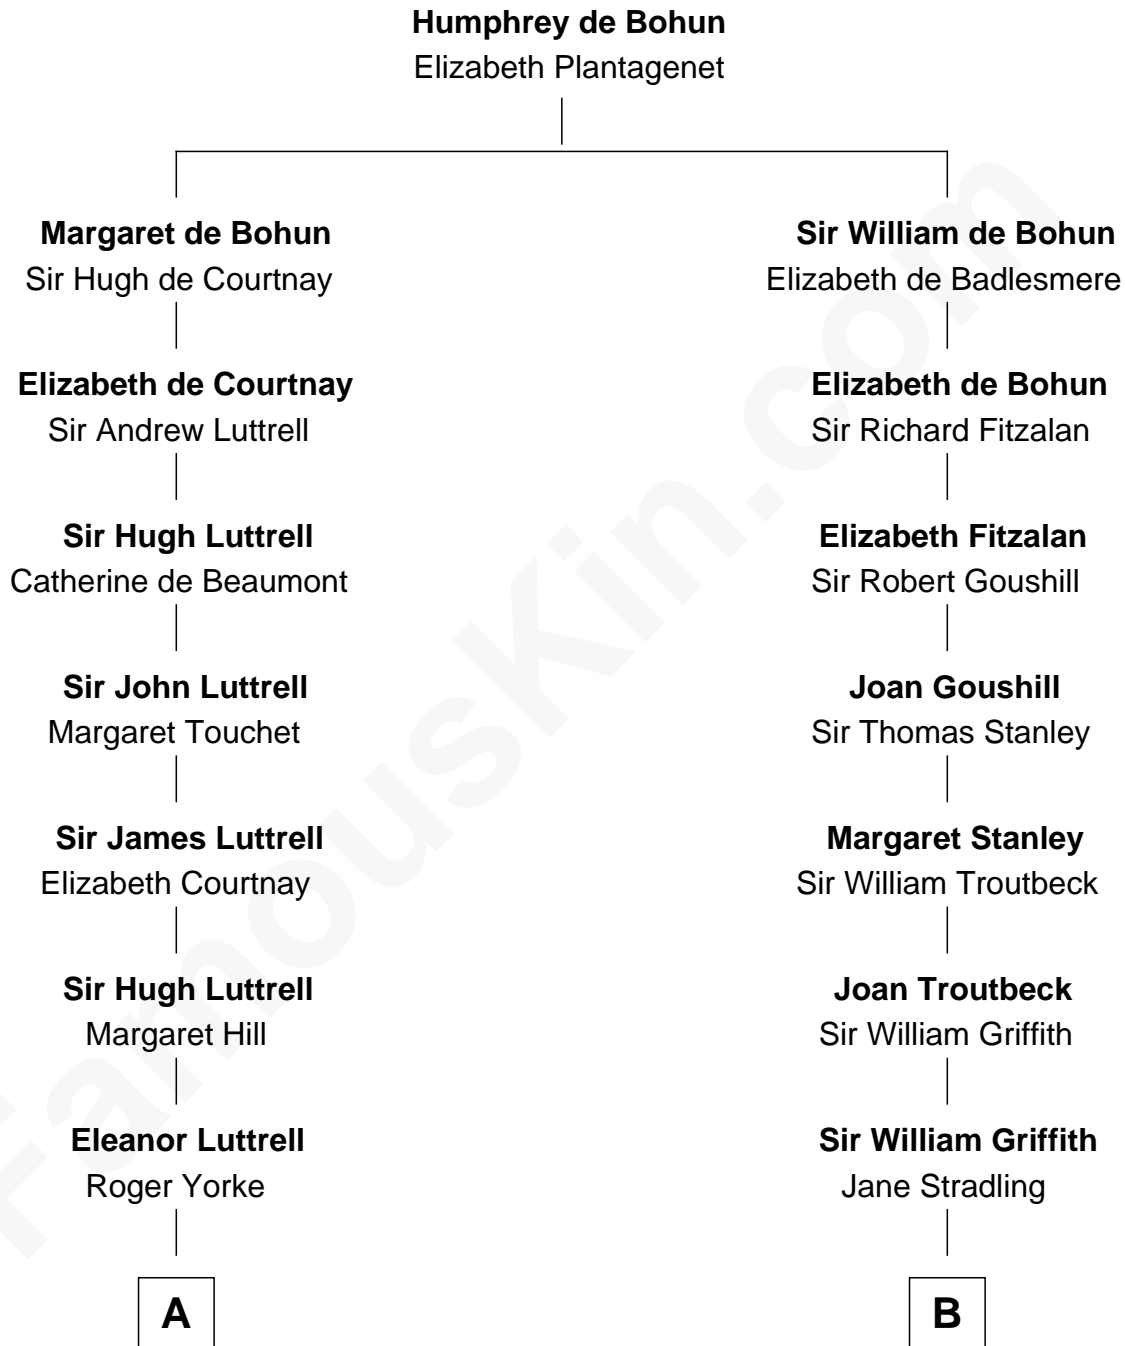 Humphrey de Bohun
Elizabeth Plantagenet
Margaret de Bohun
Sir Hugh de Courtnay
Elizabeth de Courtnay
Sir Andrew Luttrell
Sir Hugh Luttrell
Catherine de Beaumont
Sir John Luttrell
Margaret Touchet
Sir James Luttrell
Elizabeth Courtnay
Sir Hugh Luttrell
Margaret Hill
Eleanor Luttrell
Roger Yorke
A
Sir William de Bohun
Elizabeth de Badlesmere
Elizabeth de Bohun
Sir Richard Fitzalan
Elizabeth Fitzalan
Sir Robert Goushill
Joan Goushill
Sir Thomas Stanley
Margaret Stanley
Sir William Troutbeck
Joan Troutbeck
Sir William Griffith
Sir William Griffith
Jane Stradling
B
FamousKin.com